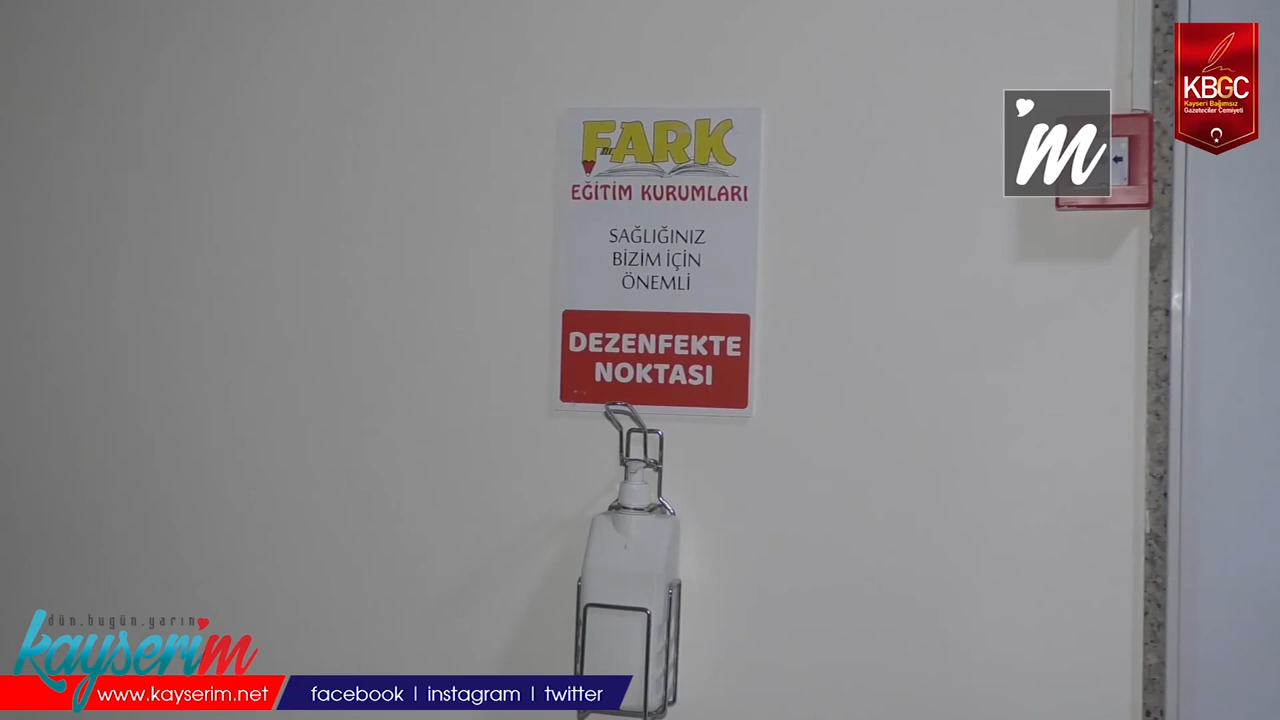 FARK
EĞİTİM KURUMLARI
SAĞLIĞINIZ
BİZİM İÇİN
ÖNEMLİ
DEZENFEKTE
NOKTASI
'm
KBGC
Kayseri Bağımsız
Gazeteciler Cemiyeti
dün.bugün.yarın
kayserim
www.kayserim.net
facebook | instagram | twitter